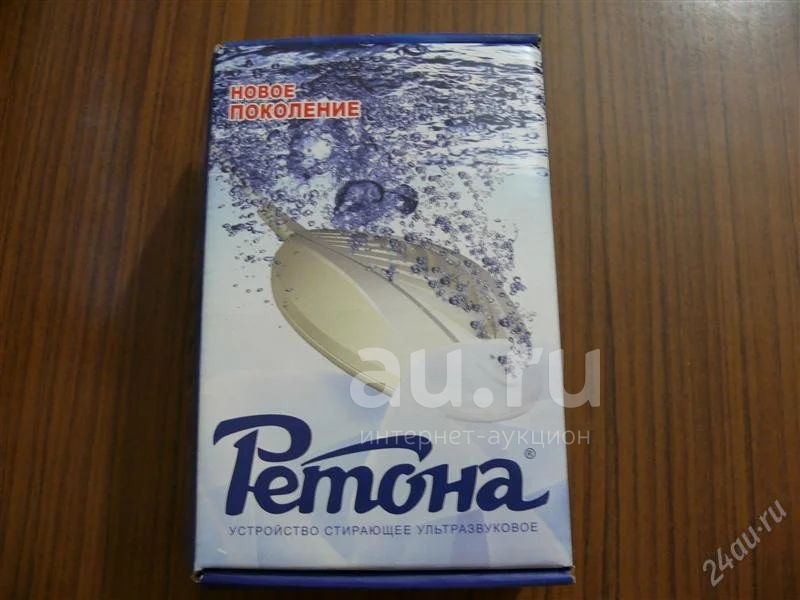 НОВОЕ
ПОКОЛЕНИЕ
au.ru
интернет-аукцион
Ретона®
УСТРОЙСТВО СТИРАЮЩЕЕ УЛЬТРАЗВУКОВОЕ
24au.ru